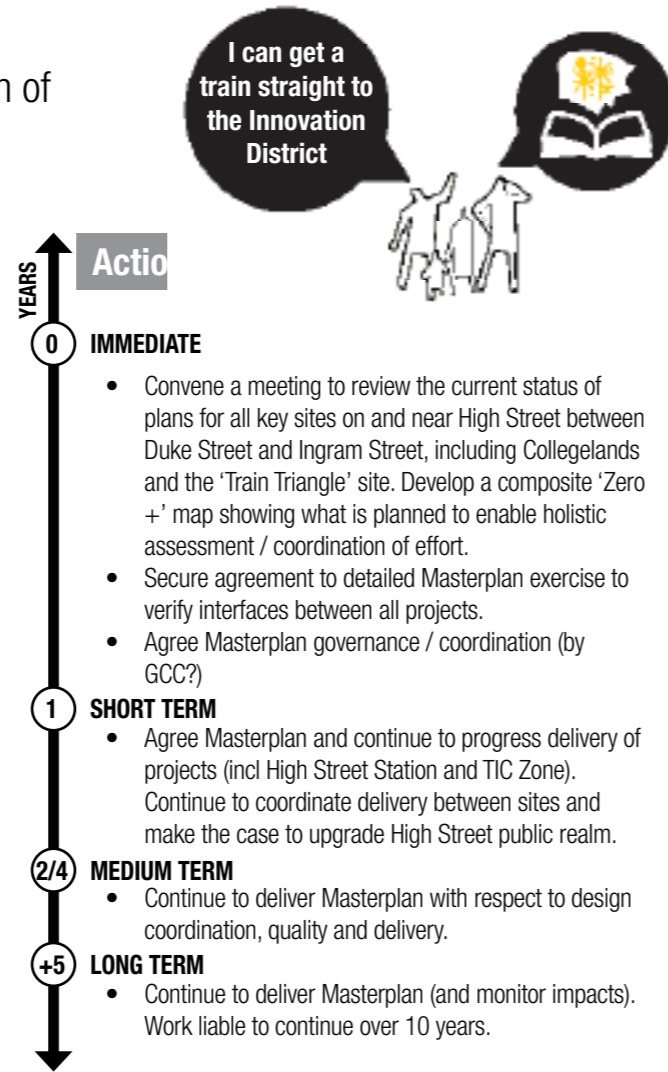 n of
I can get a
train straight to
the Innovation
District
Actio
YEARS
0
IMMEDIATE
• Convene a meeting to review the current status of
plans for all key sites on and near High Street between
Duke Street and Ingram Street, including Collegelands
and the ‘Train Triangle’ site. Develop a composite ‘Zero
+’ map showing what is planned to enable holistic
assessment / coordination of effort.
• Secure agreement to detailed Masterplan exercise to
verify interfaces between all projects.
• Agree Masterplan governance / coordination (by
GCC?)
1
SHORT TERM
• Agree Masterplan and continue to progress delivery of
projects (incl High Street Station and TIC Zone).
Continue to coordinate delivery between sites and
make the case to upgrade High Street public realm.
2/4
MEDIUM TERM
• Continue to deliver Masterplan with respect to design
coordination, quality and delivery.
+5
LONG TERM
• Continue to deliver Masterplan (and monitor impacts).
Work liable to continue over 10 years.